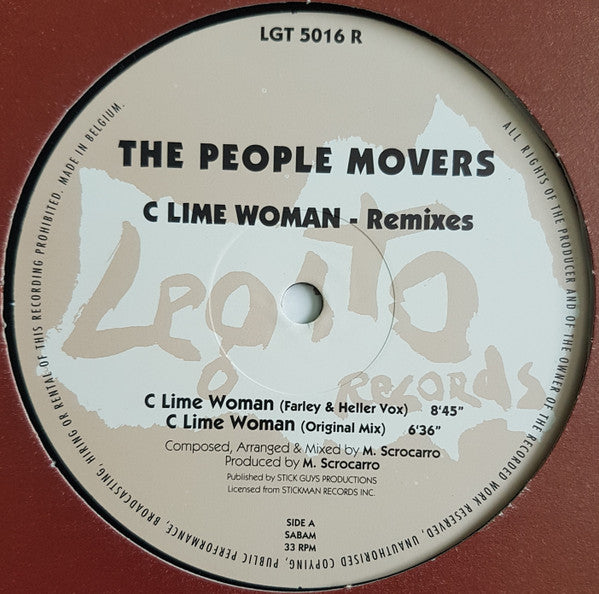 LGT 5016 R
THE PEOPLE MOVERS
C LIME WOMAN - Remixes
Legato
Records
C Lime Woman (Farley & Heller Vox) 8'45"
C Lime Woman (Original Mix) 6'36"
Composed, Arranged & Mixed by M. Scrocarro
Produced by M. Scrocarro
Published by STICK GUYS PRODUCTIONS
Licensed from STICKMAN RECORDS INC.
SIDE A
SABAM
33 RPM
ALL RIGHTS OF THE PRODUCER AND OF THE OWNER OF THE RECORDED WORK RESERVED. UNAUTHORISED COPYING, PUBLIC PERFORMANCE, BROADCASTING, HIRING OR RENTAL OF THIS RECORDING PROHIBITED. MADE IN BELGIUM.